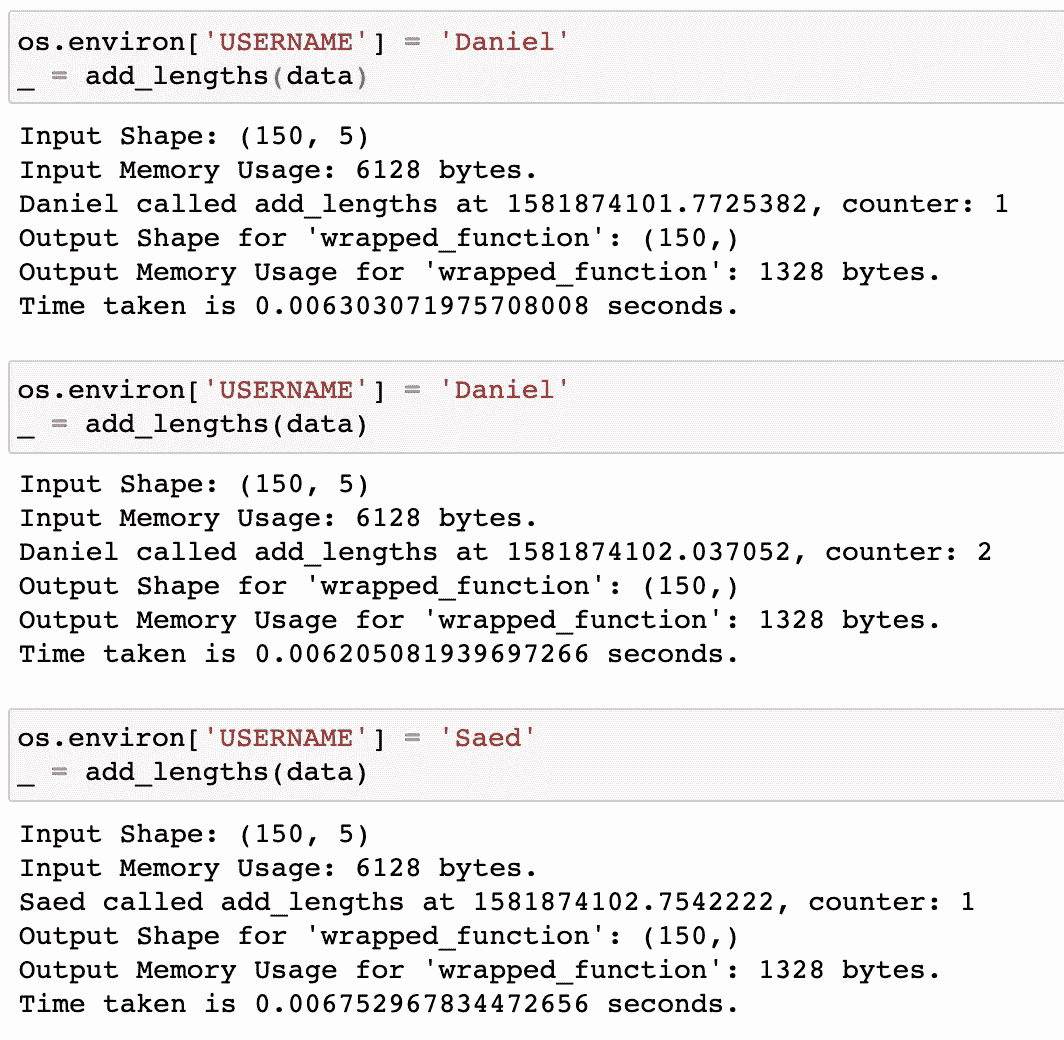 os.environ['USERNAME'] = 'Daniel'
_ = add_lengths(data)
Input Shape: (150, 5)
Input Memory Usage: 6128 bytes.
Daniel called add_lengths at 1581874101.7725382, counter: 1
Output Shape for 'wrapped_function': (150,)
Output Memory Usage for 'wrapped_function': 1328 bytes.
Time taken is 0.006303071975708008 seconds.
os.environ['USERNAME'] = 'Daniel'
_ = add_lengths(data)
Input Shape: (150, 5)
Input Memory Usage: 6128 bytes.
Daniel called add_lengths at 1581874102.037052, counter: 2
Output Shape for 'wrapped_function': (150,)
Output Memory Usage for 'wrapped_function': 1328 bytes.
Time taken is 0.006205081939697266 seconds.
os.environ['USERNAME'] = 'Saed'
_ = add_lengths(data)
Input Shape: (150, 5)
Input Memory Usage: 6128 bytes.
Saed called add_lengths at 1581874102.7542222, counter: 1
Output Shape for 'wrapped_function': (150,)
Output Memory Usage for 'wrapped_function': 1328 bytes.
Time taken is 0.006752967834472656 seconds.